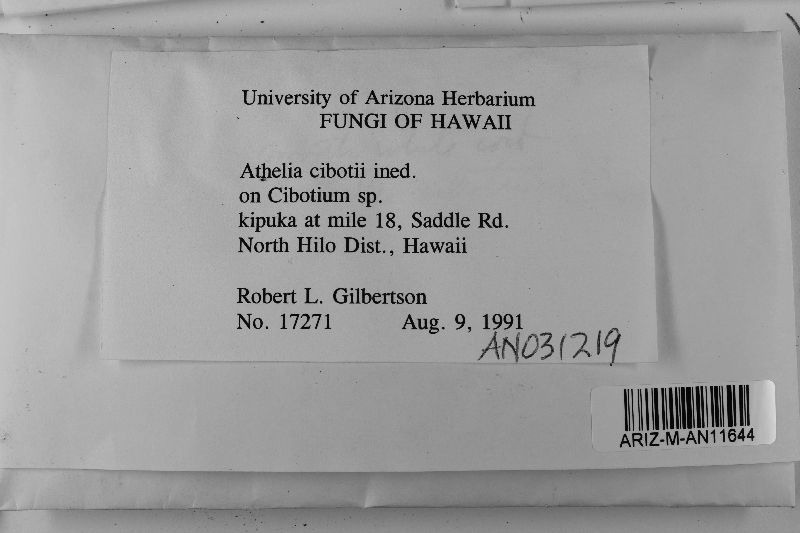 University of Arizona Herbarium
FUNGI OF HAWAII
Athelia cibotii ined.
on Cibotium sp.
kipuka at mile 18, Saddle Rd.
North Hilo Dist., Hawaii
Robert L. Gilbertson
No. 17271 Aug. 9, 1991
AN031219
ARIZ-M-AN11644